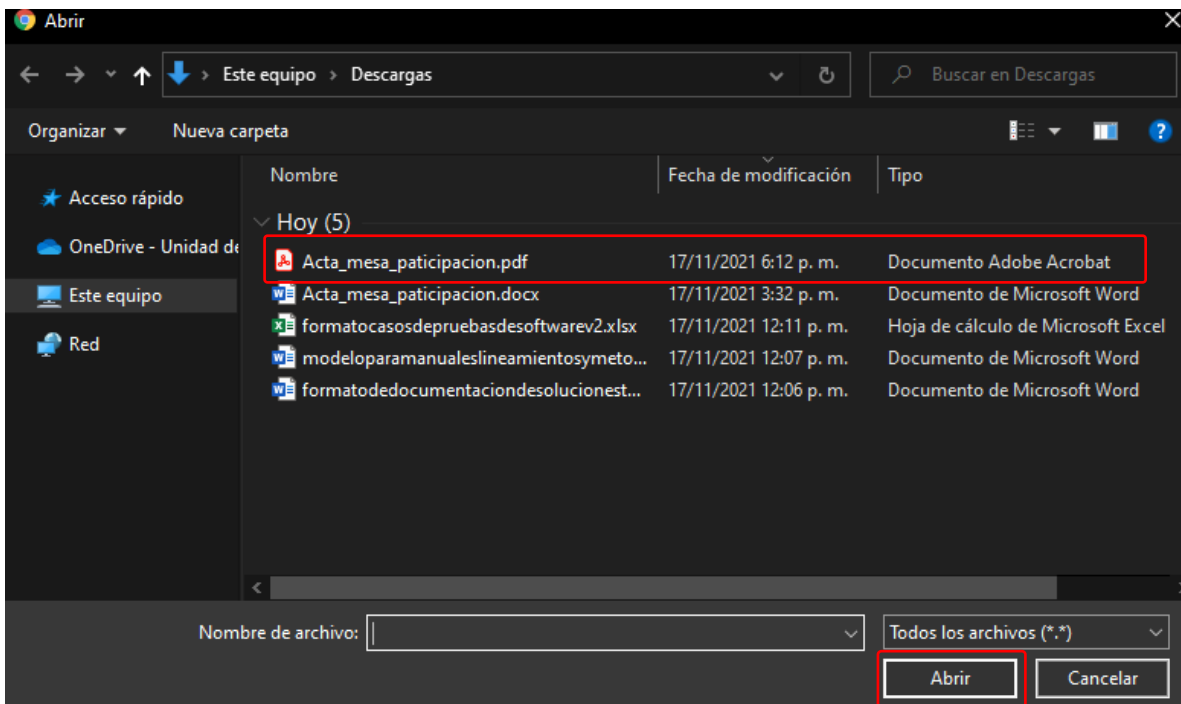 Abrir
Este equipo > Descargas
Buscar en Descargas
Organizar
Nueva carpeta
?
Nombre
Fecha de modificación
Tipo
Acceso rápido
OneDrive - Unidad de
Este equipo
Red
Hoy (5)
Acta_mesa_paticipacion.pdf 17/11/2021 6:12 p. m. Documento Adobe Acrobat
Acta_mesa_paticipacion.docx 17/11/2021 3:32 p. m. Documento de Microsoft Word
formatocasosdepruebasdesoftwarev2.xlsx 17/11/2021 12:11 p. m. Hoja de cálculo de Microsoft Excel
modeloparamanualeslineamientosymeto... 17/11/2021 12:07 p. m. Documento de Microsoft Word
formatodedocumentaciondesolucionest... 17/11/2021 12:06 p. m. Documento de Microsoft Word
Nombre de archivo:
Todos los archivos (*.*)
Abrir
Cancelar